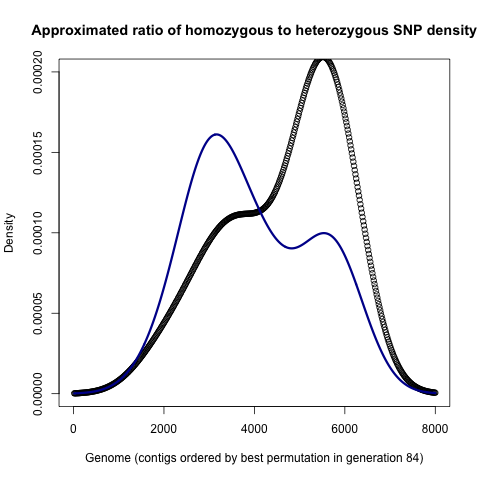 Approximated ratio of homozygous to heterozygous SNP density
0.00020
0.00015
0.00010
0.00005
0.00000
Density
0 2000 4000 6000 8000
Genome (contigs ordered by best permutation in generation 84)